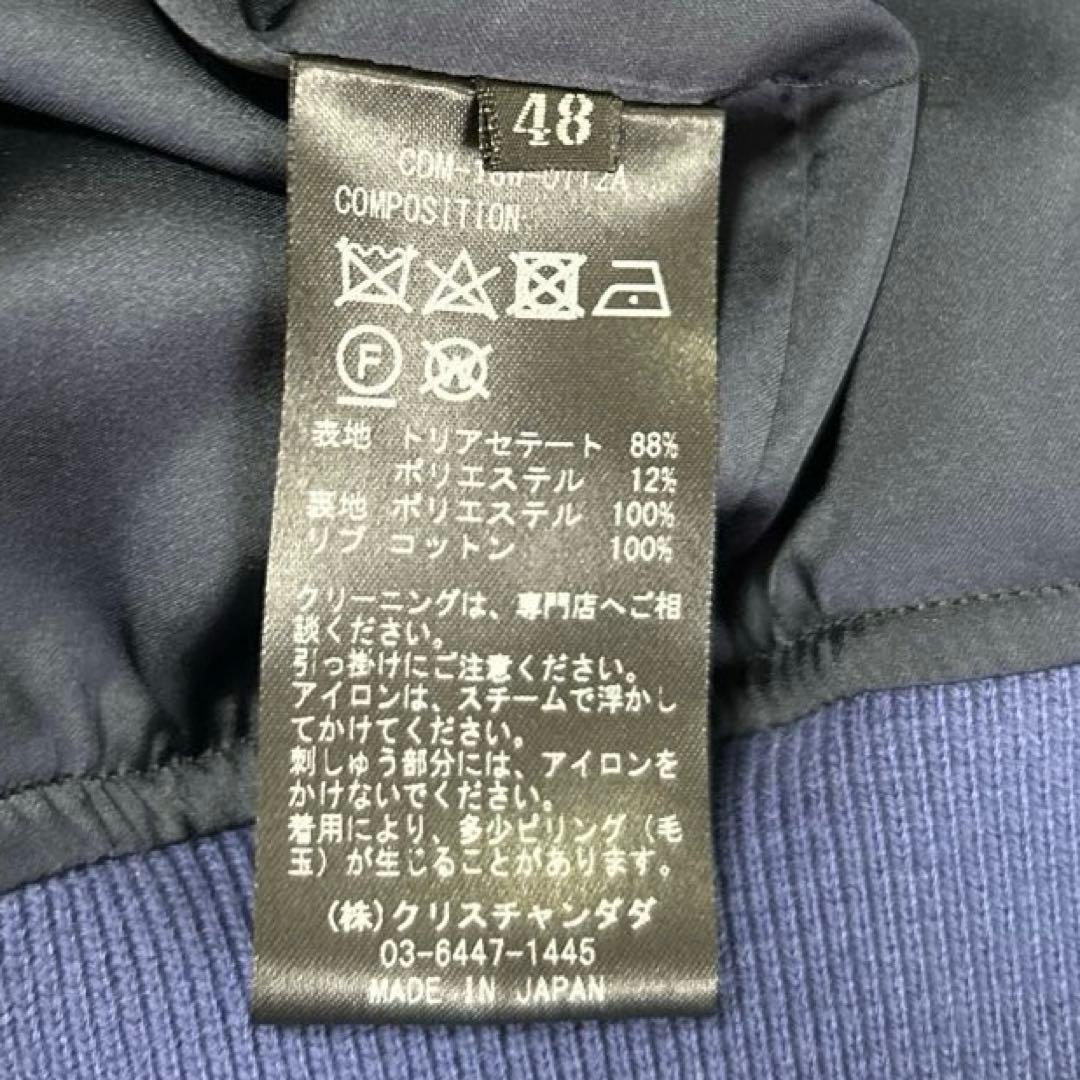 48
COMPOSITION
F
W
表地 トリアセテート 88%
ポリエステル 12%
裏地 ポリエステル 100%
リブ コットン 100%
クリーニングは、専門店へご相
談ください。
引っ掛けにご注意ください。
アイロンは、スチームで浮かし
てかけてください。
刺しゅう部分には、アイロンを
かけないでください。
着用により、多少ピリング(毛
玉)が生じることがあります。
(株)クリスチャンダダ
03-6447-1445
MADE IN JAPAN